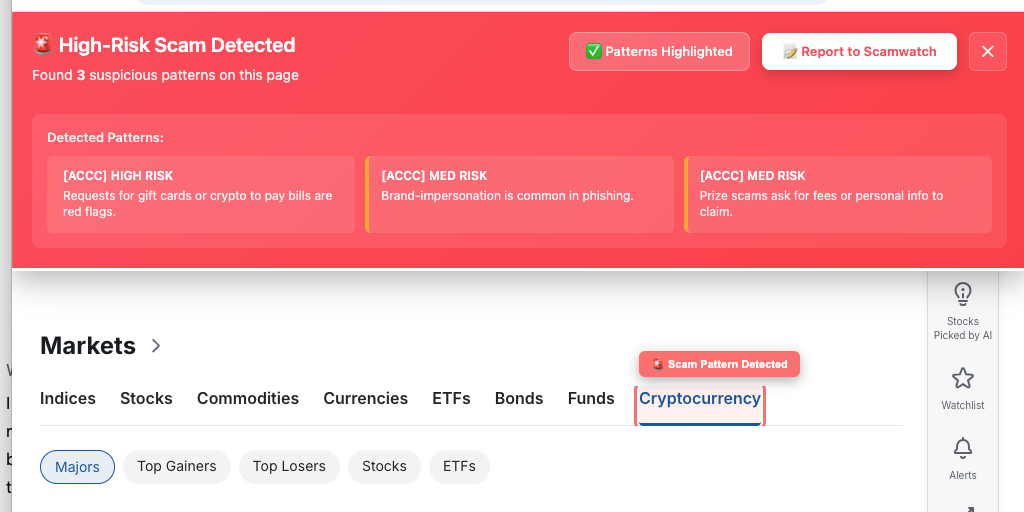 🚨 High-Risk Scam Detected
Found 3 suspicious patterns on this page
✅ Patterns Highlighted
📝 Report to Scamwatch
✕
Detected Patterns:
[ACCC] HIGH RISK
Requests for gift cards or crypto to pay bills are
red flags.
[ACCC] MED RISK
Brand-impersonation is common in phishing.
[ACCC] MED RISK
Prize scams ask for fees or personal info to
claim.
Stocks
Picked by AI
Markets
🚨 Scam Pattern Detected
Indices
Stocks
Commodities
Currencies
ETFs
Bonds
Funds
Cryptocurrency
Watchlist
Majors
Top Gainers
Top Losers
Stocks
ETFs
Alerts